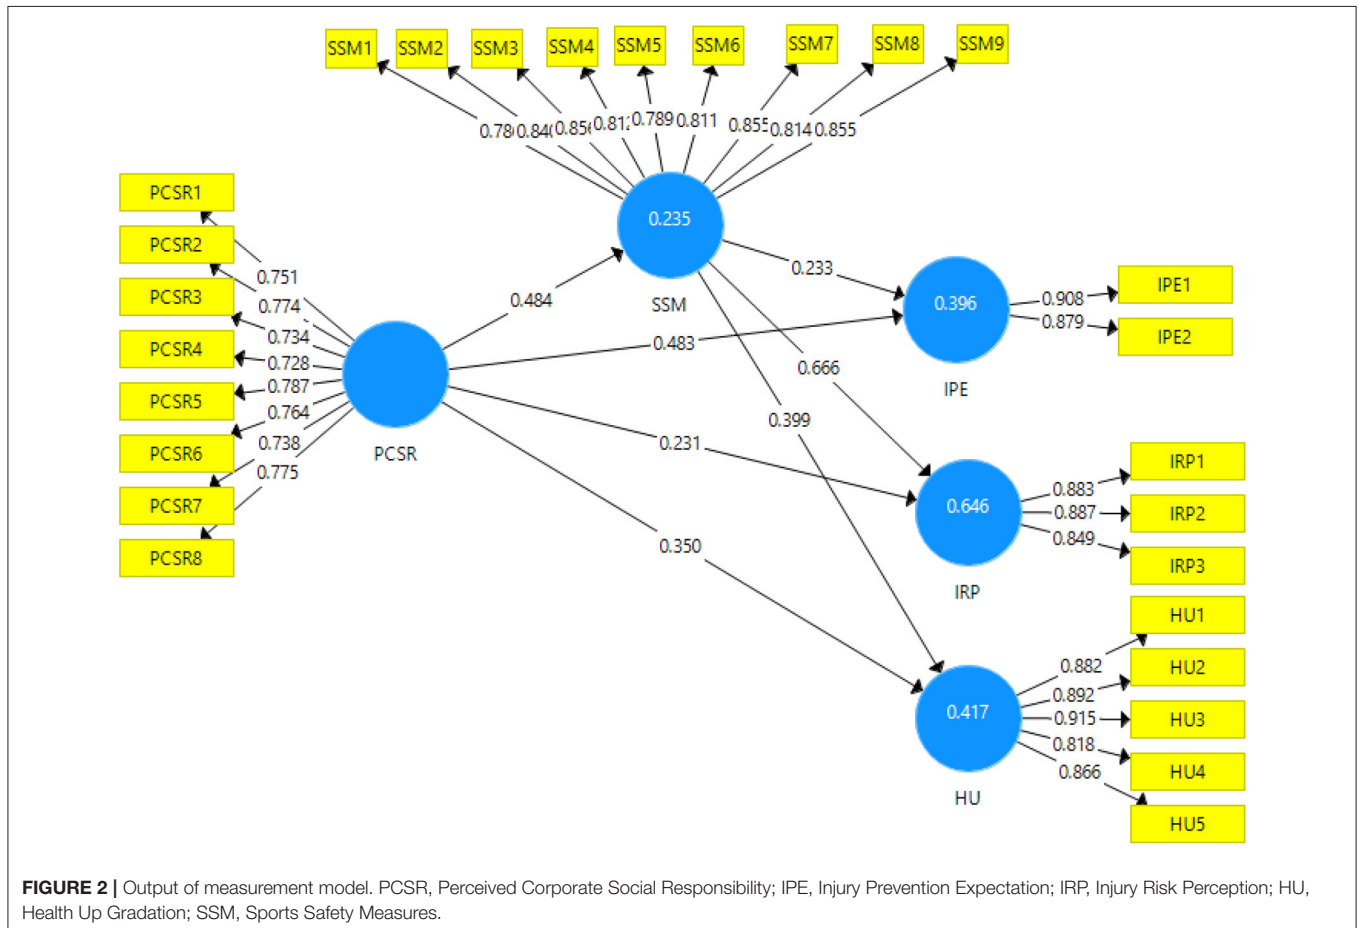 SSM1 SSM2 SSM3 SSM4 SSM5 SSM6 SSM7 SSM8 SSM9
0.789 0.811 0.814 0.855
PCSR1
PCSR2
PCSR3
PCSR4
PCSR5
PCSR6
PCSR7
PCSR8
0.751
0.774
0.734
0.728
0.787
0.764
0.738
0.775
PCSR
0.484
0.483
0.231
0.350
0.235
SSM
0.233
0.666
0.399
0.396
IPE
0.908
0.879
IPE1
IPE2
0.646
IRP
0.883
0.887
0.849
IRP1
IRP2
IRP3
0.417
HU
0.882
0.892
0.915
0.818
0.866
HU1
HU2
HU3
HU4
HU5
FIGURE 2 | Output of measurement model. PCSR, Perceived Corporate Social Responsibility; IPE, Injury Prevention Expectation; IRP, Injury Risk Perception; HU,
Health Up Gradation; SSM, Sports Safety Measures.